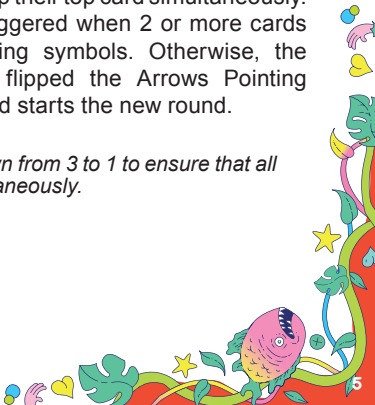 their top card simultaneously.
ggered when 2 or more cards
ing symbols. Otherwise, the
flipped the Arrows Pointing
d starts the new round.
n from 3 to 1 to ensure that all
aneously.
5